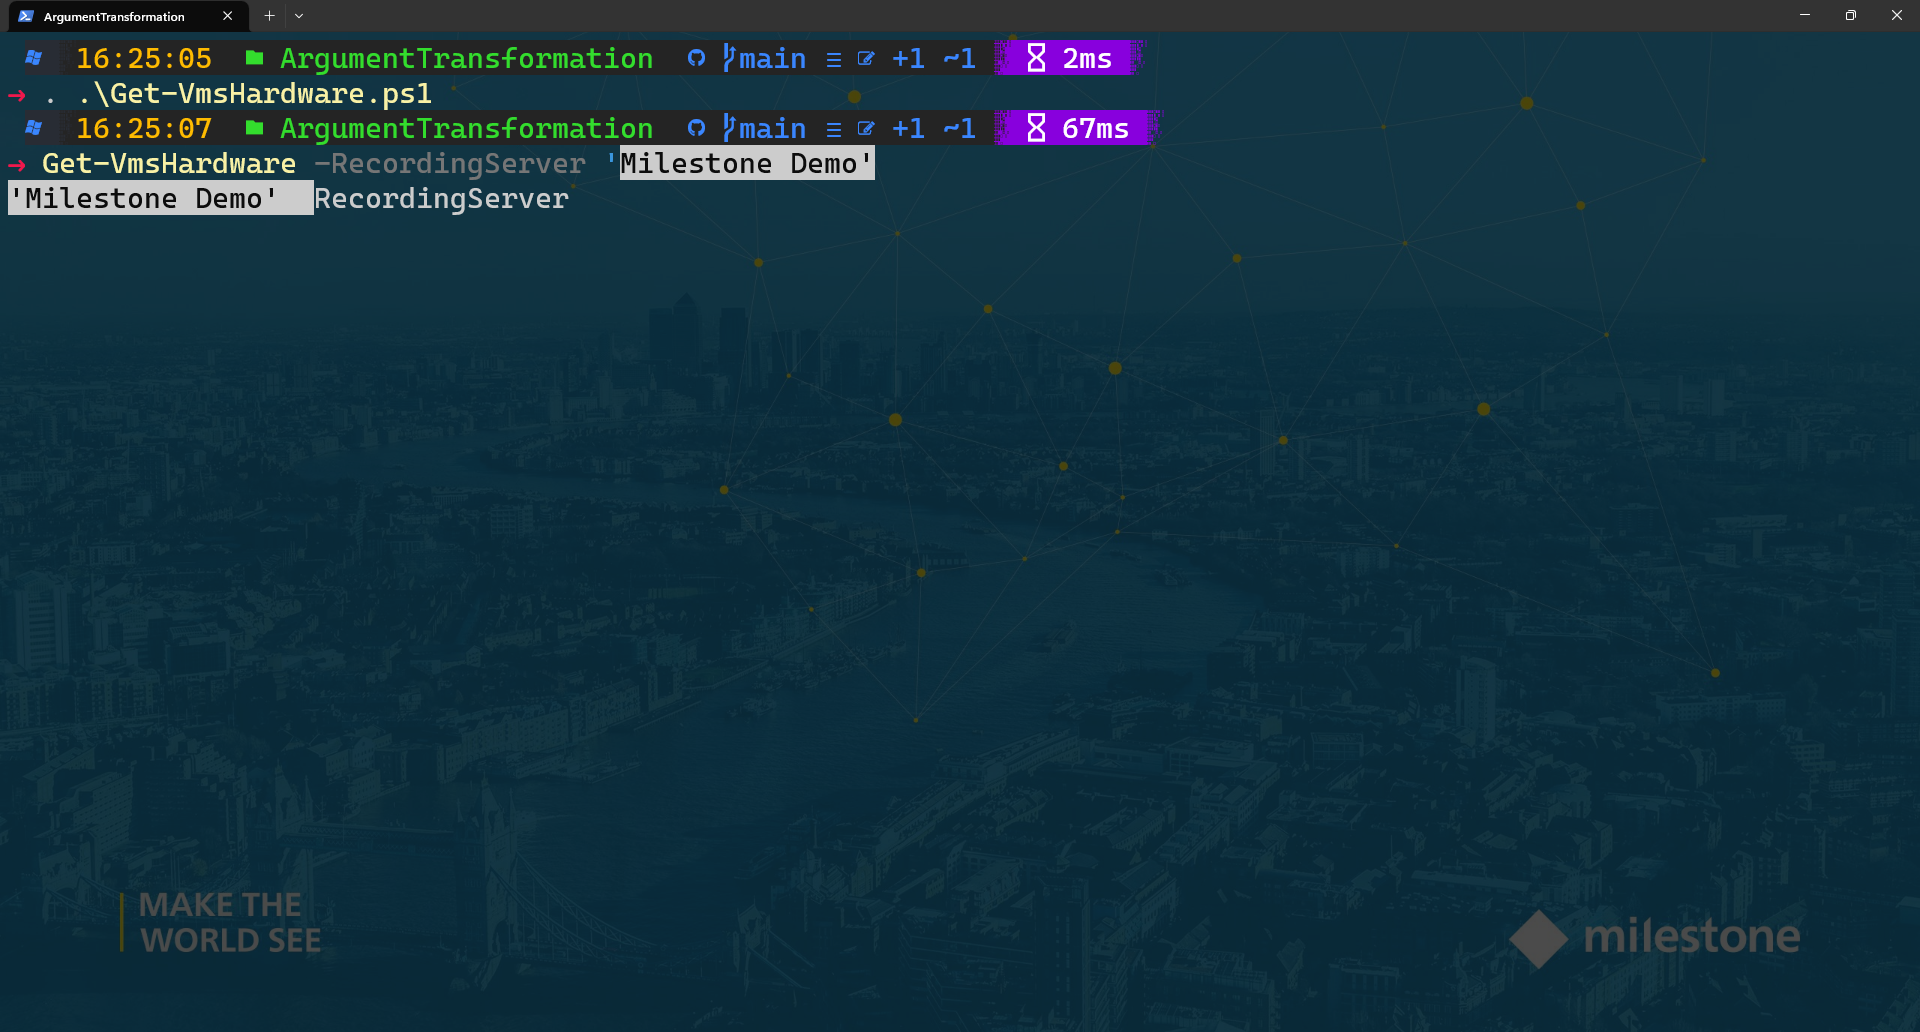 ArgumentTransformation
16:25:05 ArgumentTransformation main ≡ +1 ~1 2ms
→ . .\Get-VmsHardware.ps1
16:25:07 ArgumentTransformation main ≡ +1 ~1 67ms
→ Get-VmsHardware -RecordingServer 'Milestone Demo'
'Milestone Demo' RecordingServer
MAKE THE
WORLD SEE
milestone